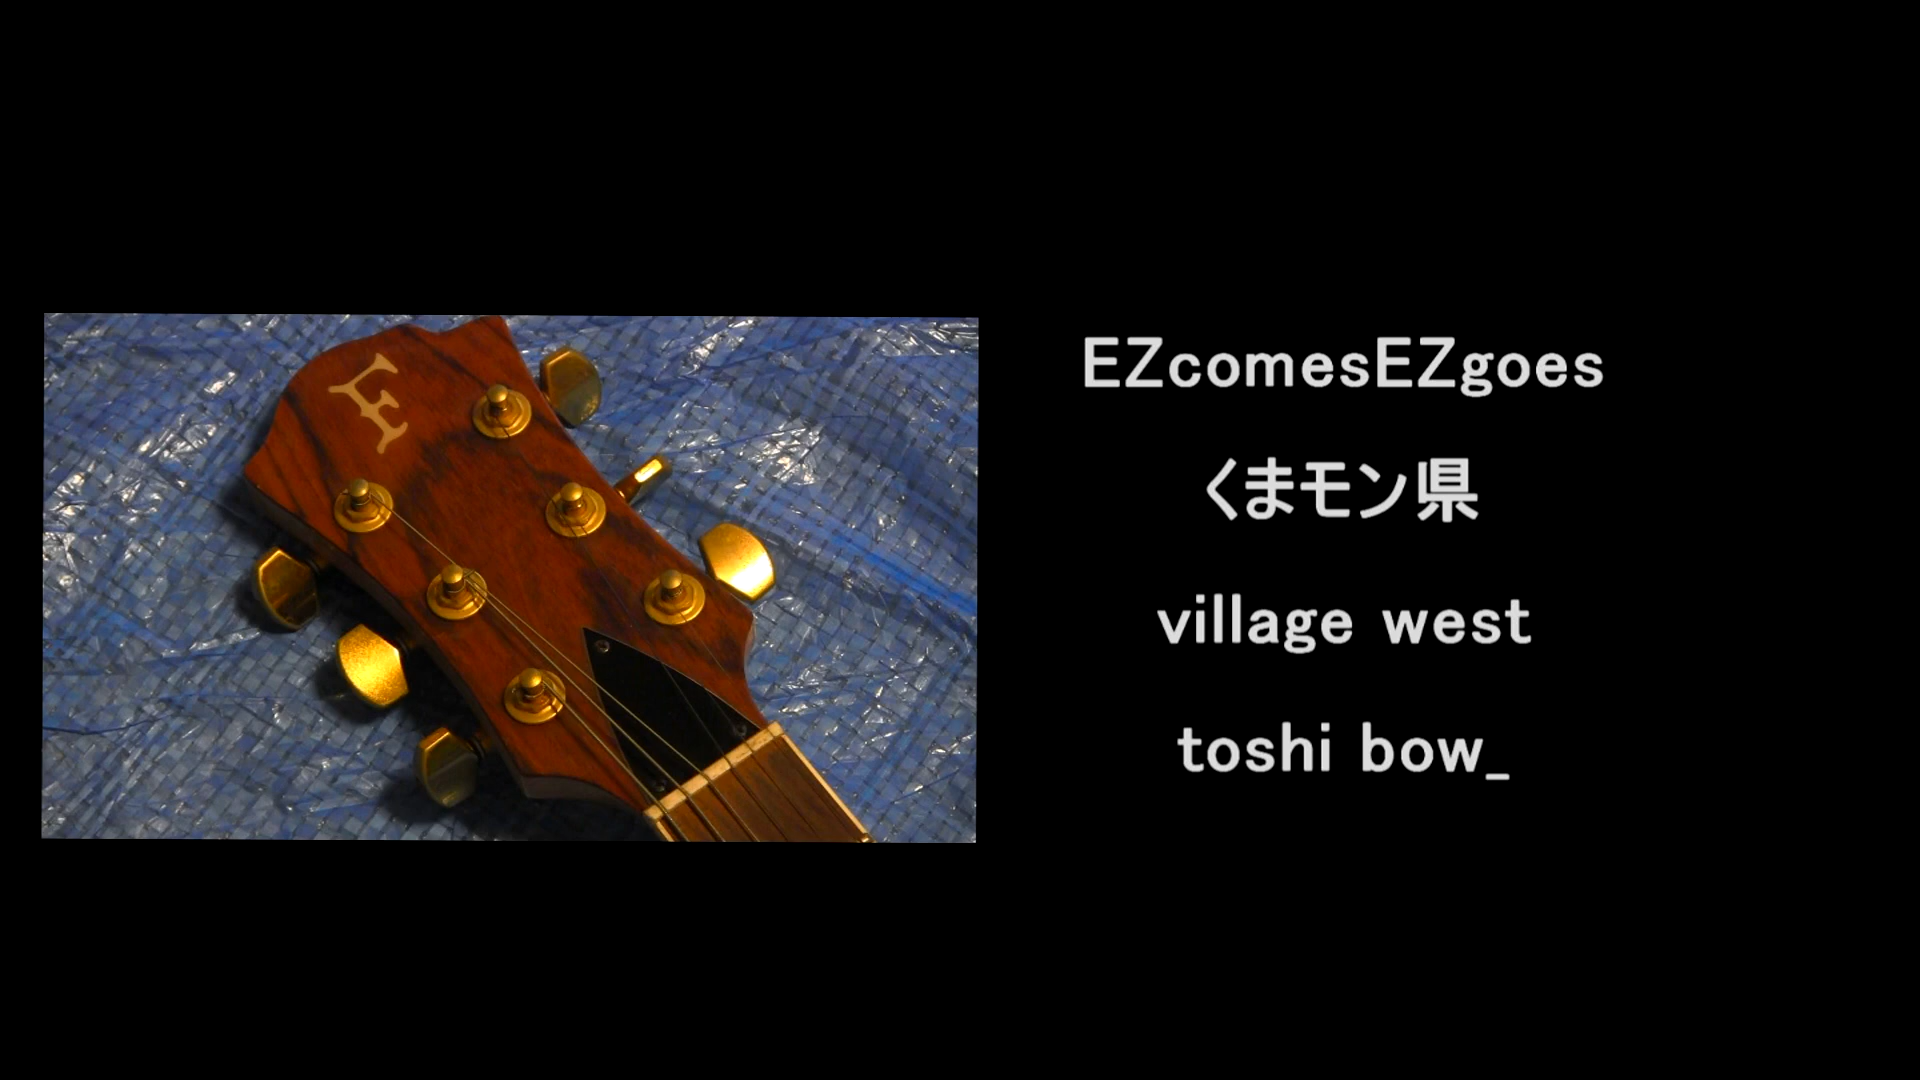 F
EZcomesEZgoes
くまモン県
village west
toshi bow_